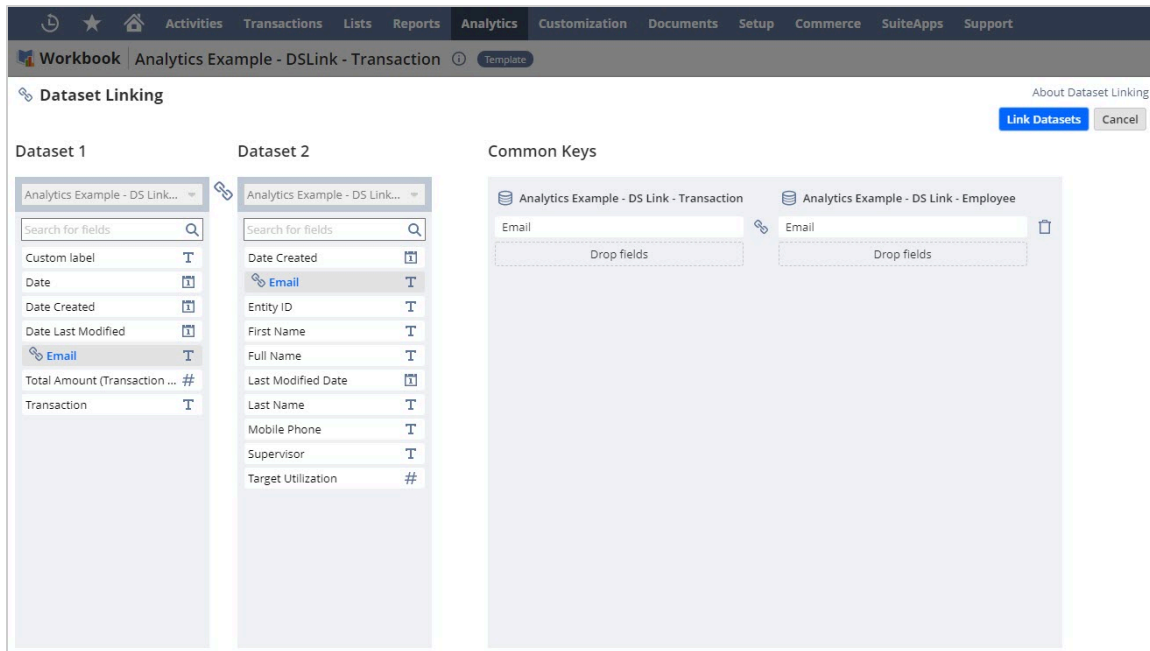 Activities Transactions Lists Reports Analytics Customization Documents Setup Commerce SuiteApps Support
Workbook Analytics Example - DSLink - Transaction Template
Dataset Linking
About Dataset Linking
Link Datasets Cancel
Dataset 1
Analytics Example - DS Link...
Search for fields
Custom label
Date
Date Created
Date Last Modified
Email
Total Amount (Transaction ...
Transaction
Dataset 2
Analytics Example - DS Link...
Search for fields
Date Created
Email
Entity ID
First Name
Full Name
Last Modified Date
Last Name
Mobile Phone
Supervisor
Target Utilization
Common Keys
Analytics Example - DS Link - Transaction
Analytics Example - DS Link - Employee
Email
Email
Drop fields
Drop fields